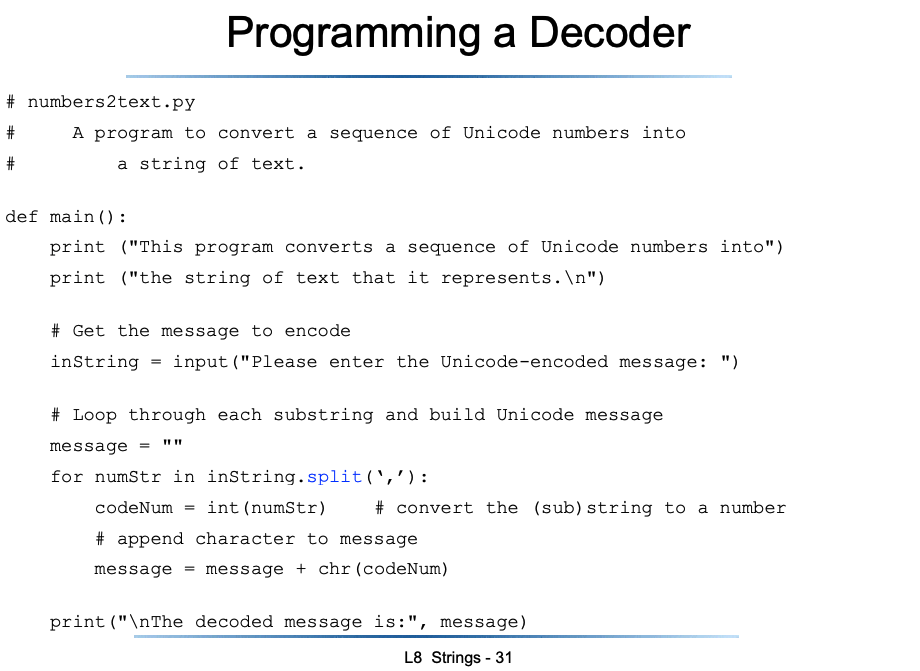 Programming a Decoder
# numbers2text.py
#     A program to convert a sequence of Unicode numbers into
#         a string of text.
def main():
    print ("This program converts a sequence of Unicode numbers into")
    print ("the string of text that it represents.\n")
    # Get the message to encode
    inString = input("Please enter the Unicode-encoded message: ")
    # Loop through each substring and build Unicode message
    message = ""
    for numStr in inString.split(‘,’):
        codeNum = int(numStr)    # convert the (sub)string to a number
        # append character to message
        message = message + chr(codeNum)
    print("\nThe decoded message is:", message)
L8 Strings - 31